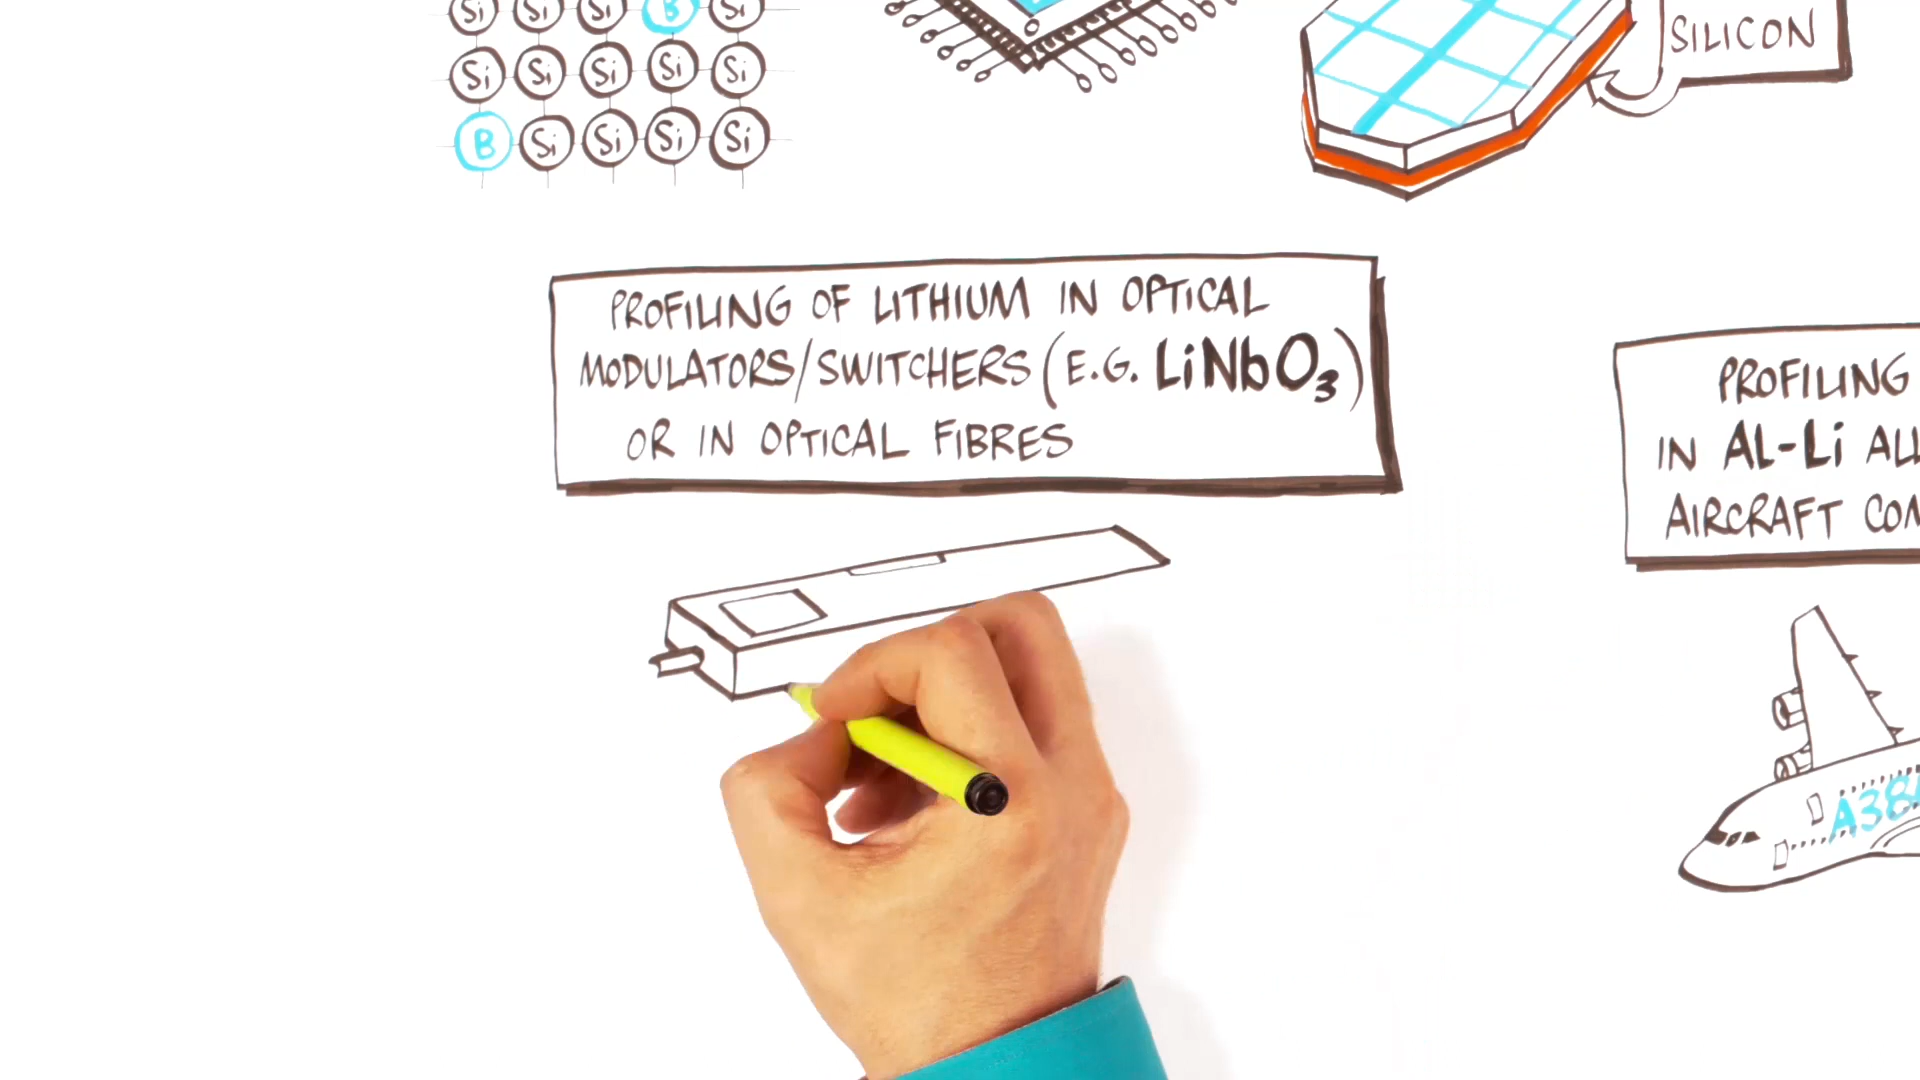 Si Si Si B Si
Si Si Si Si Si
B Si Si Si Si
SILICON
PROFILING OF LITHIUM IN OPTICAL
MODULATORS/SWITCHERS (E.G. LiNbO₃)
OR IN OPTICAL FIBRES
PROFILING
IN AL-Li
AIRCRAFT